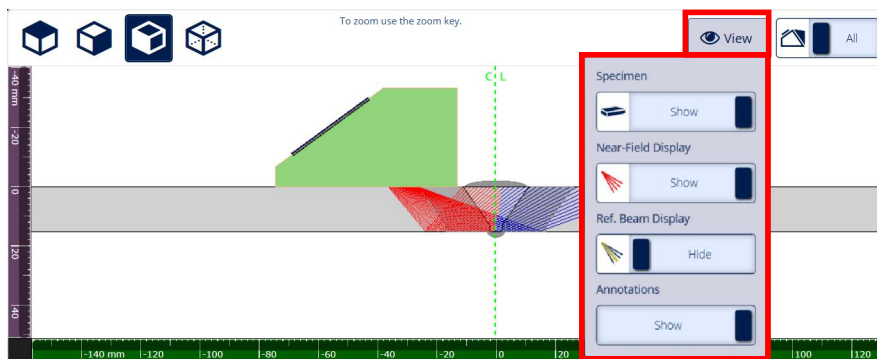 To zoom use the zoom key.
View
All
C L
Specimen
Show
Near-Field Display
Show
Ref. Beam Display
Hide
Annotations
Show
-40 mm
-20
0
20
40
-140 mm -120 -100 -80 -60 -40 -20 0 20 100 120